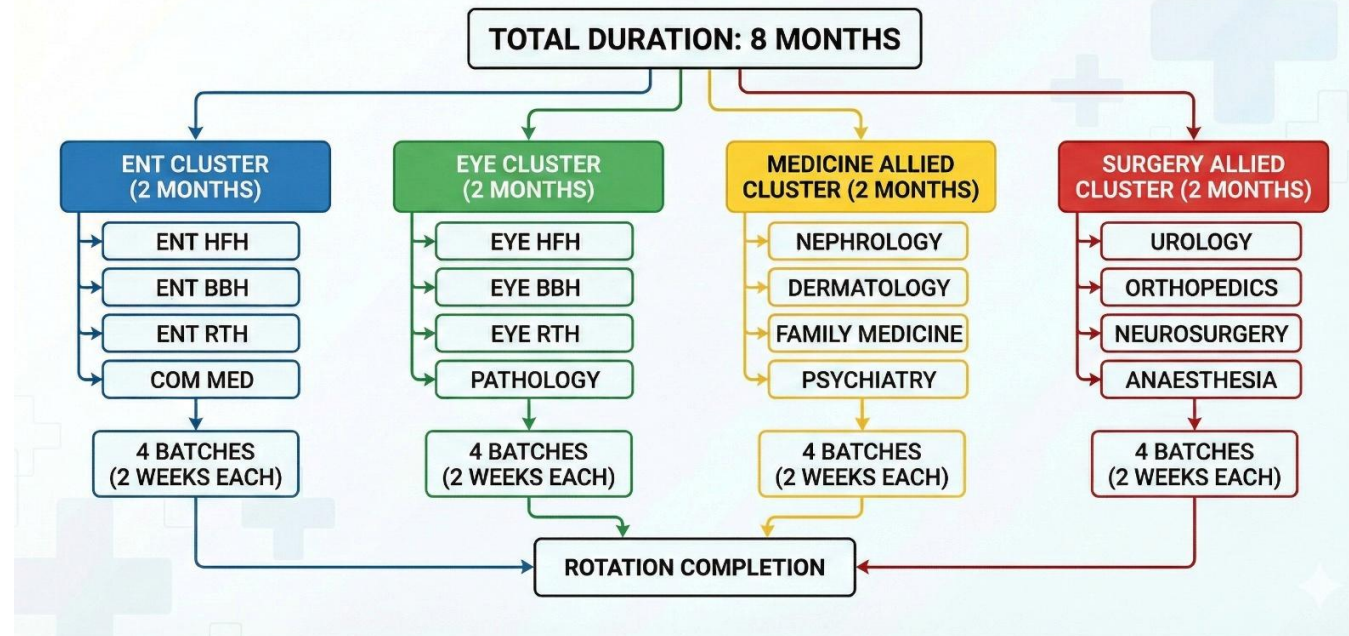 TOTAL DURATION: 8 MONTHS
ENT CLUSTER
(2 MONTHS)
ENT HFH
ENT BBH
ENT RTH
COM MED
4 BATCHES
(2 WEEKS EACH)
EYE CLUSTER
(2 MONTHS)
EYE HFH
EYE BBH
EYE RTH
PATHOLOGY
4 BATCHES
(2 WEEKS EACH)
MEDICINE ALLIED
CLUSTER (2 MONTHS)
NEPHROLOGY
DERMATOLOGY
FAMILY MEDICINE
PSYCHIATRY
4 BATCHES
(2 WEEKS EACH)
SURGERY ALLIED
CLUSTER (2 MONTHS)
UROLOGY
ORTHOPEDICS
NEUROSURGERY
ANAESTHESIA
4 BATCHES
(2 WEEKS EACH)
ROTATION COMPLETION